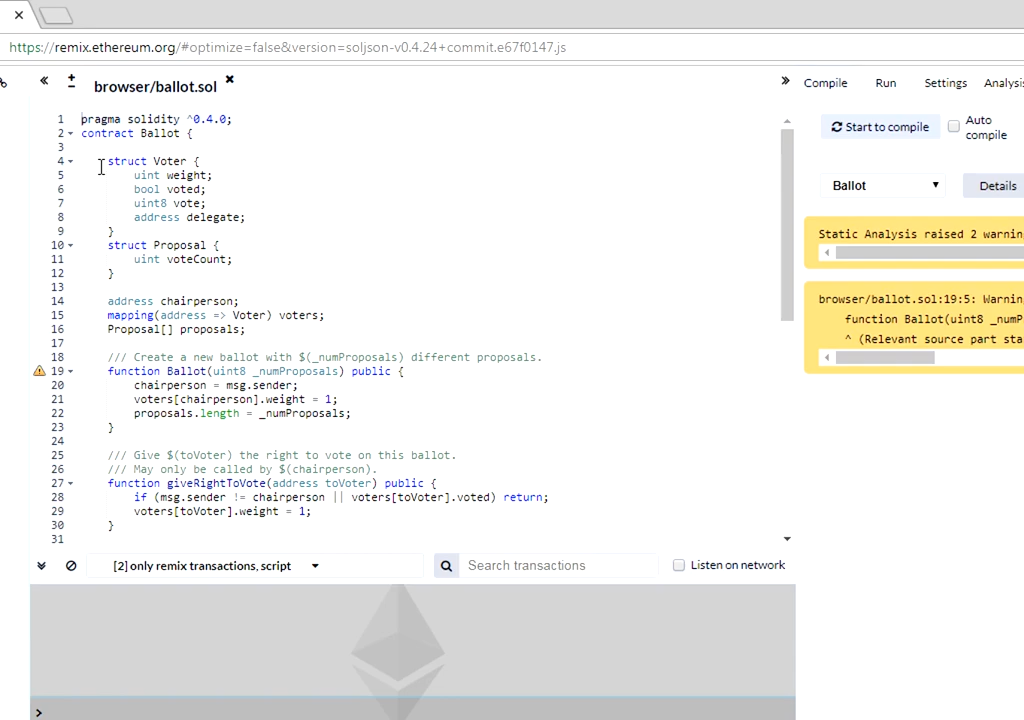 https://remix.ethereum.org/#optimize=false&version=soljson-v0.4.24+commit.e67f0147.js
browser/ballot.sol
1 pragma solidity ^0.4.0;
2 contract Ballot {
3
4 struct Voter {
5 uint weight;
6 bool voted;
7 uint8 vote;
8 address delegate;
9 }
10 struct Proposal {
11 uint voteCount;
12 }
13
14 address chairperson;
15 mapping(address => Voter) voters;
16 Proposal[] proposals;
17
18 /// Create a new ballot with $(_numProposals) different proposals.
19 function Ballot(uint8 _numProposals) public {
20 chairperson = msg.sender;
21 voters[chairperson].weight = 1;
22 proposals.length = _numProposals;
23 }
24
25 /// Give $(toVoter) the right to vote on this ballot.
26 /// May only be called by $(chairperson).
27 function giveRightToVote(address toVoter) public {
28 if (msg.sender != chairperson || voters[toVoter].voted) return;
29 voters[toVoter].weight = 1;
30 }
31
[2] only remix transactions, script
Search transactions
Listen on network
>
Compile Run Settings Analysis
Start to compile
Auto compile
Ballot
Details
Static Analysis raised 2 warnin
browser/ballot.sol:19:5: Warnin
function Ballot(uint8 _numP
^ (Relevant source part sta